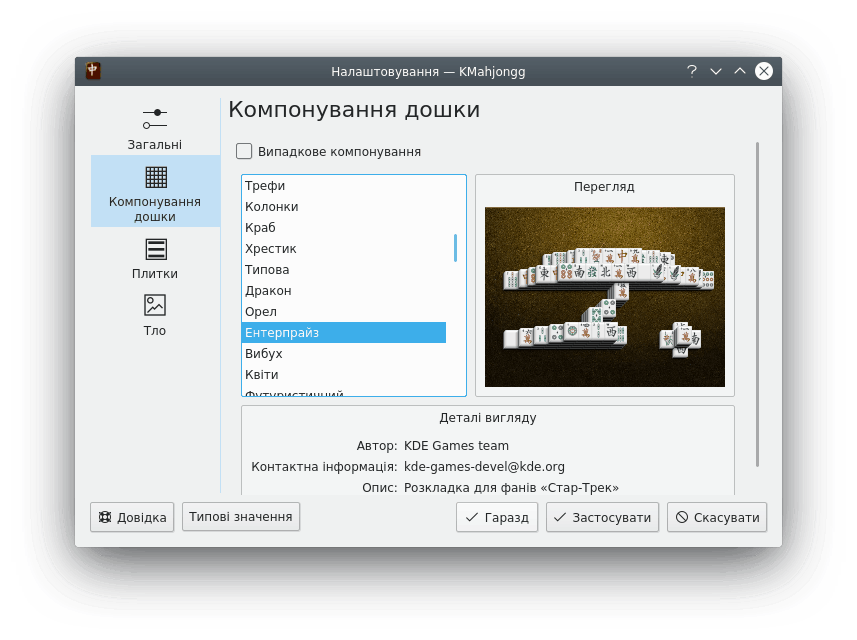 Налаштовування — KMahjongg
Загальні
Компонування
дошки
Плитки
Тло
Компонування дошки
Випадкове компонування
Трефи
Колонки
Краб
Хрестик
Типова
Дракон
Орел
Ентерпрайз
Вибух
Квіти
Футуристичний
Перегляд
Деталі вигляду
Автор: KDE Games team
Контактна інформація: kde-games-devel@kde.org
Опис: Розкладка для фанів «Стар-Трек»
Довідка
Типові значення
Гаразд
Застосувати
Скасувати